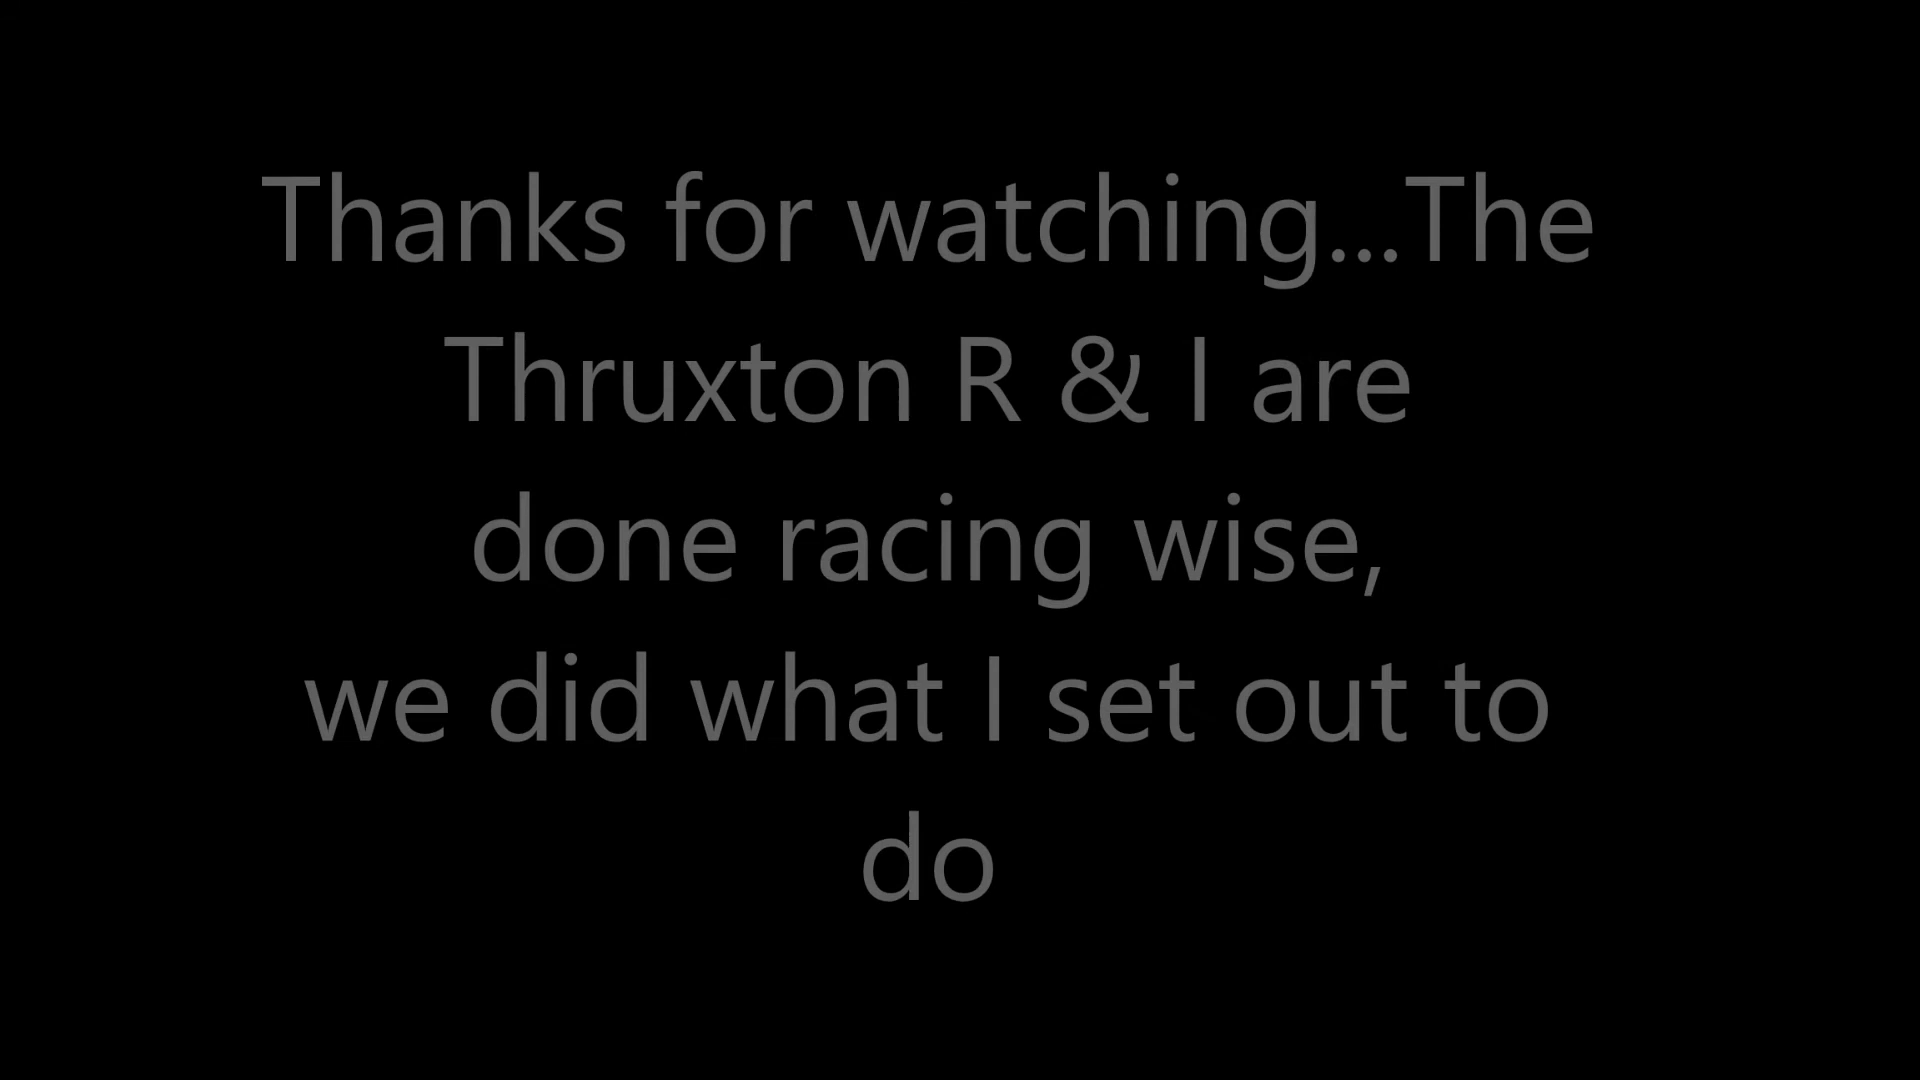 Thanks for watching...The
Thruxton R & I are
done racing wise,
we did what I set out to
do